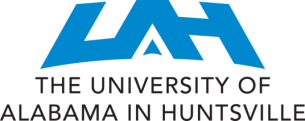 UAH
THE UNIVERSITY OF
ALABAMA IN HUNTSVILLE